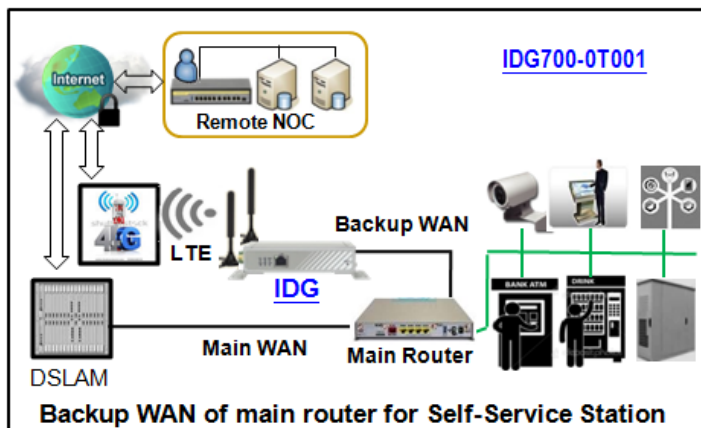 IDG700-0T001
Internet
Remote NOC
4G
LTE
Backup WAN
IDG
BANK ATM
DRINK
Main WAN
Main Router
DSLAM
Backup WAN of main router for Self-Service Station